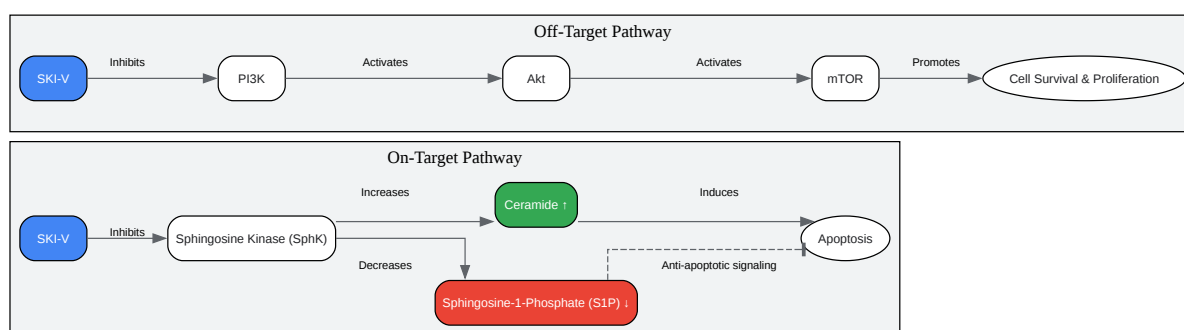 Off-Target Pathway
SKI-V
Inhibits
PI3K
Activates
Akt
Activates
mTOR
Promotes
Cell Survival & Proliferation
On-Target Pathway
SKI-V
Inhibits
Sphingosine Kinase (SphK)
Increases
Ceramide ↑
Induces
Apoptosis
Decreases
Sphingosine-1-Phosphate (S1P) ↓
Anti-apoptotic signaling